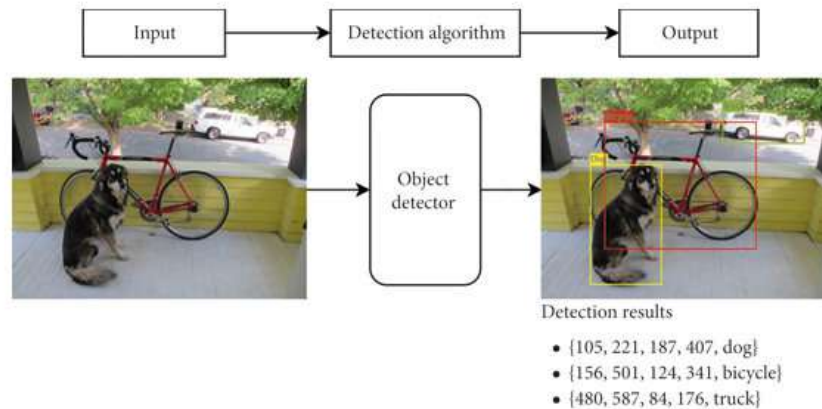 Input
Detection algorithm
Output
Object
detector
Detection results
• {105, 221, 187, 407, dog}
• {156, 501, 124, 341, bicycle}
• {480, 587, 84, 176, truck}